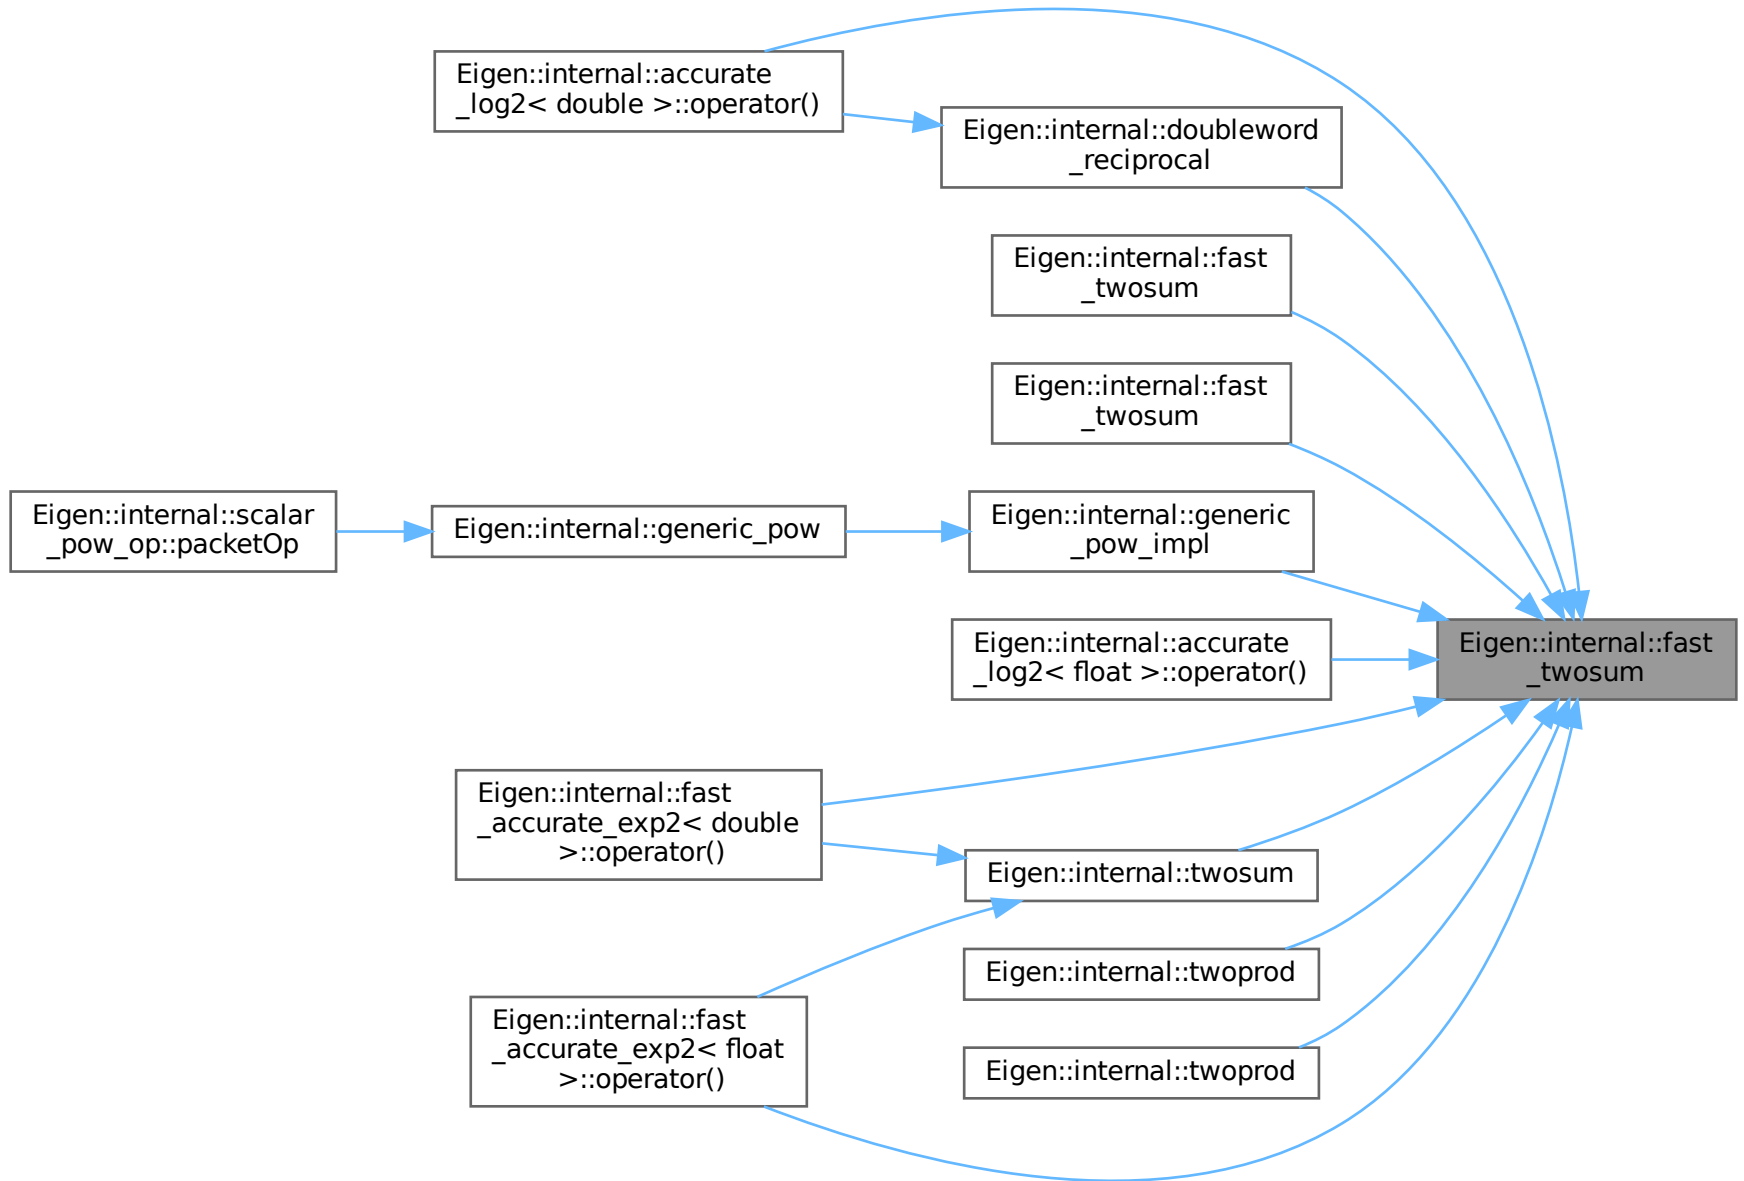 Eigen::internal::accurate
_log2< double >::operator()
Eigen::internal::doubleword
_reciprocal
Eigen::internal::fast
_twosum
Eigen::internal::fast
_twosum
Eigen::internal::scalar
_pow_op::packetOp
Eigen::internal::generic_pow
Eigen::internal::generic
_pow_impl
Eigen::internal::accurate
_log2< float >::operator()
Eigen::internal::fast
_twosum
Eigen::internal::fast
_accurate_exp2< double
>::operator()
Eigen::internal::twosum
Eigen::internal::twoprod
Eigen::internal::fast
_accurate_exp2< float
>::operator()
Eigen::internal::twoprod